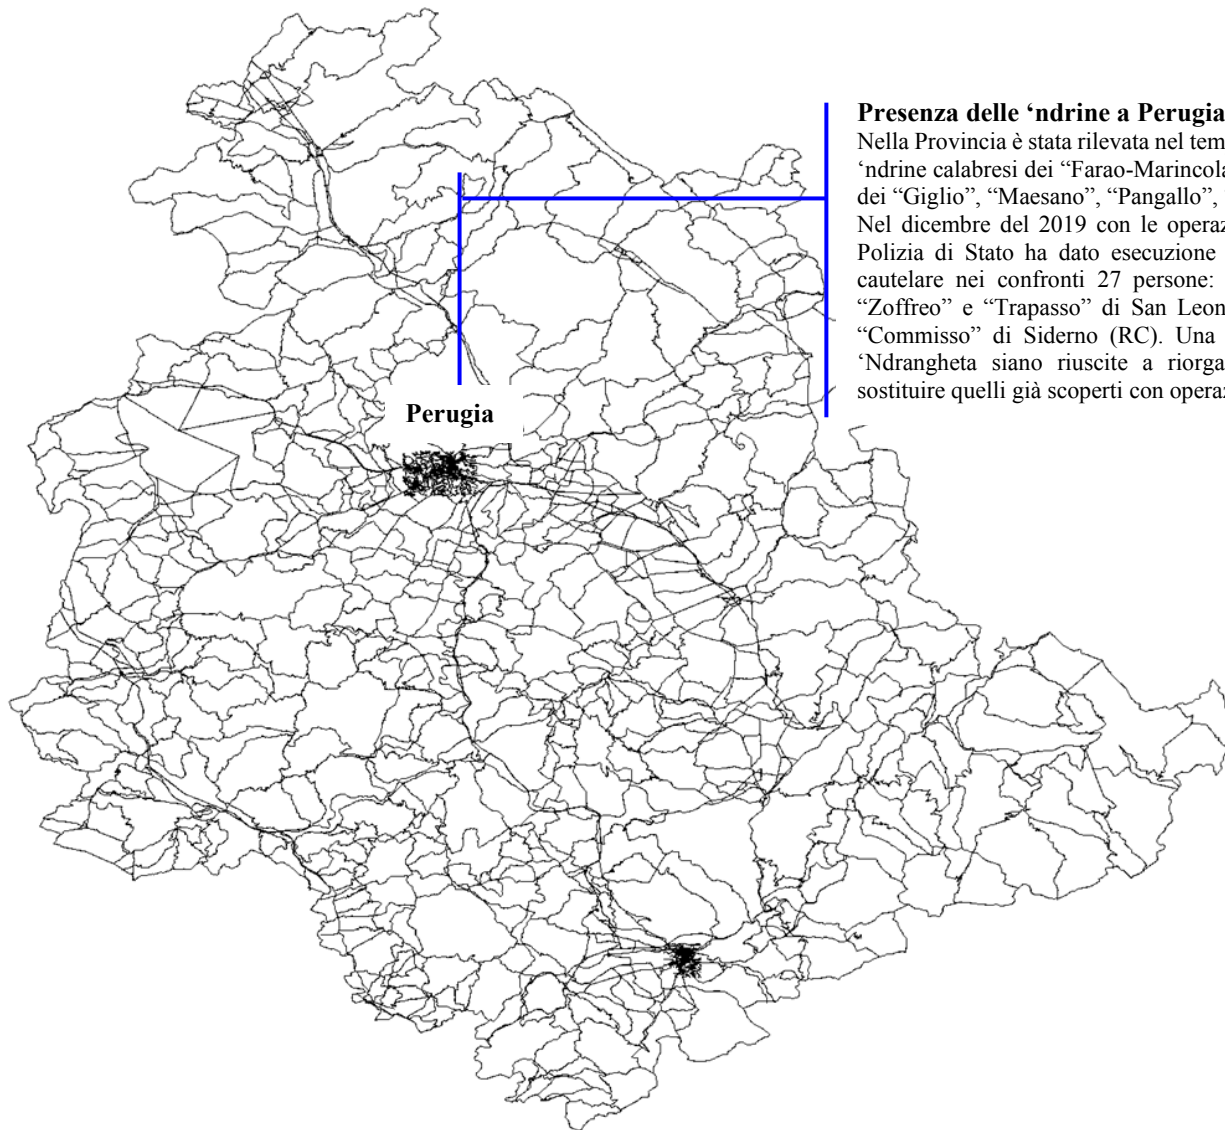 Presenza delle ‘ndrine a Perugia
Nella Provincia è stata rilevata nel tem
‘ndrine calabresi dei “Farao-Marincola
dei “Giglio”, “Maesano”, “Pangallo”, “
Nel dicembre del 2019 con le operaz
Polizia di Stato ha dato esecuzione
cautelare nei confronti 27 persone:
“Zoffreo” e “Trapasso” di San Leon
“Commisso” di Siderno (RC). Una
‘Ndrangheta siano riuscite a riorga
sostituire quelli già scoperti con operaz
Perugia